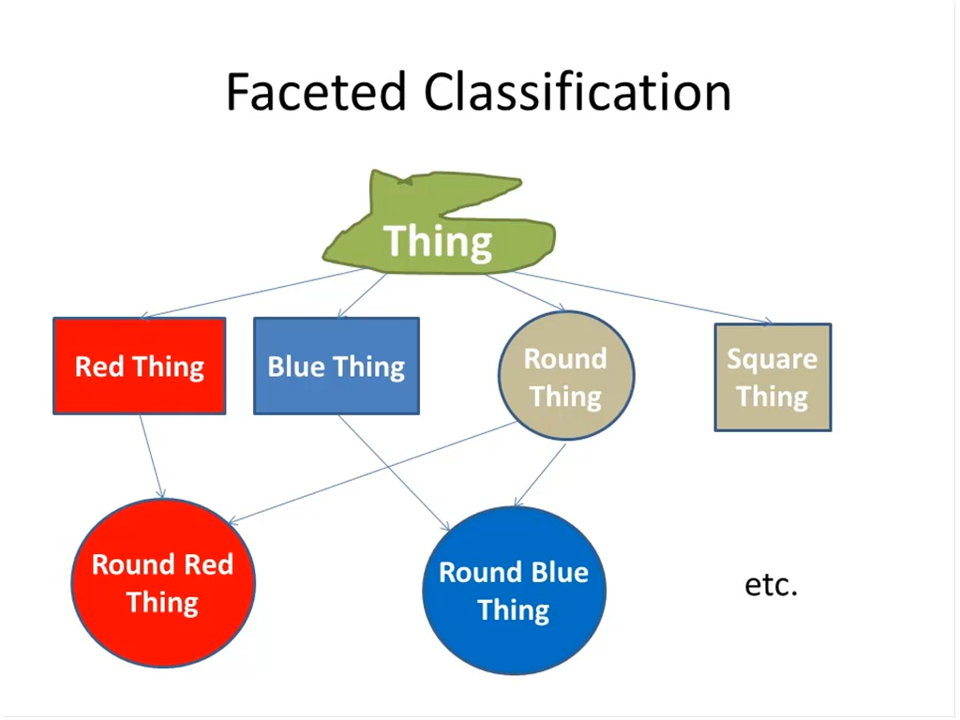 Faceted Classification
Thing
Red Thing
Blue Thing
Round
Thing
Square
Thing
Round Red
Thing
Round Blue
Thing
etc.